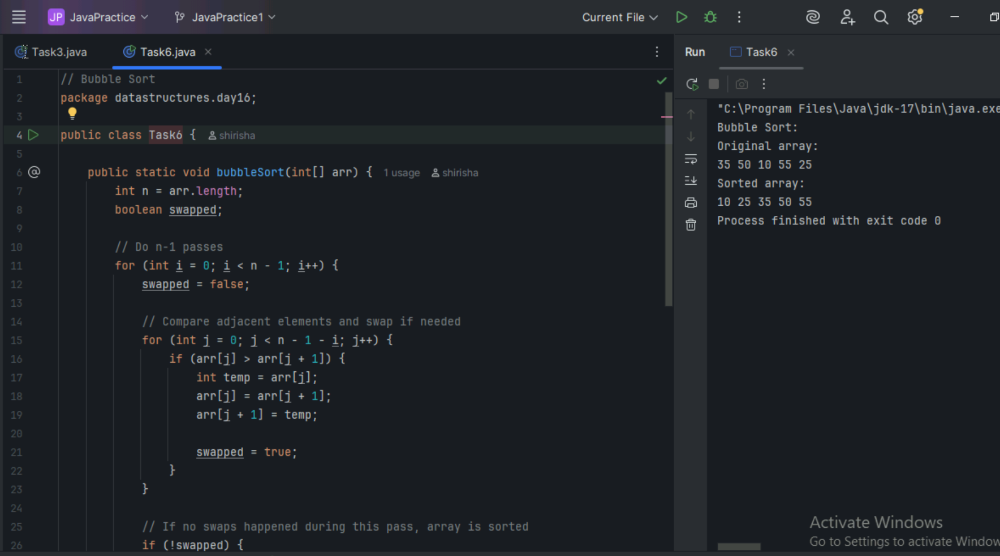 JP JavaPractice JavaPractice1 Current File
Task3.java Task6.java
1 // Bubble Sort
2 package datastructures.day16;
3
4 public class Task6 { shirisha
5
6 @ public static void bubbleSort(int[] arr) { 1 usage shirisha
7 int n = arr.length;
8 boolean swapped;
9
10 // Do n-1 passes
11 for (int i = 0; i < n - 1; i++) {
12 swapped = false;
13
14 // Compare adjacent elements and swap if needed
15 for (int j = 0; j < n - 1 - i; j++) {
16 if (arr[j] > arr[j + 1]) {
17 int temp = arr[j];
18 arr[j] = arr[j + 1];
19 arr[j + 1] = temp;
20
21 swapped = true;
22 }
23 }
24
25 // If no swaps happened during this pass, array is sorted
26 if (!swapped) {
Run Task6
"C:\Program Files\Java\jdk-17\bin\java.exe
Bubble Sort:
Original array:
35 50 10 55 25
Sorted array:
10 25 35 50 55
Process finished with exit code 0
Activate Windows
Go to Settings to activate Window